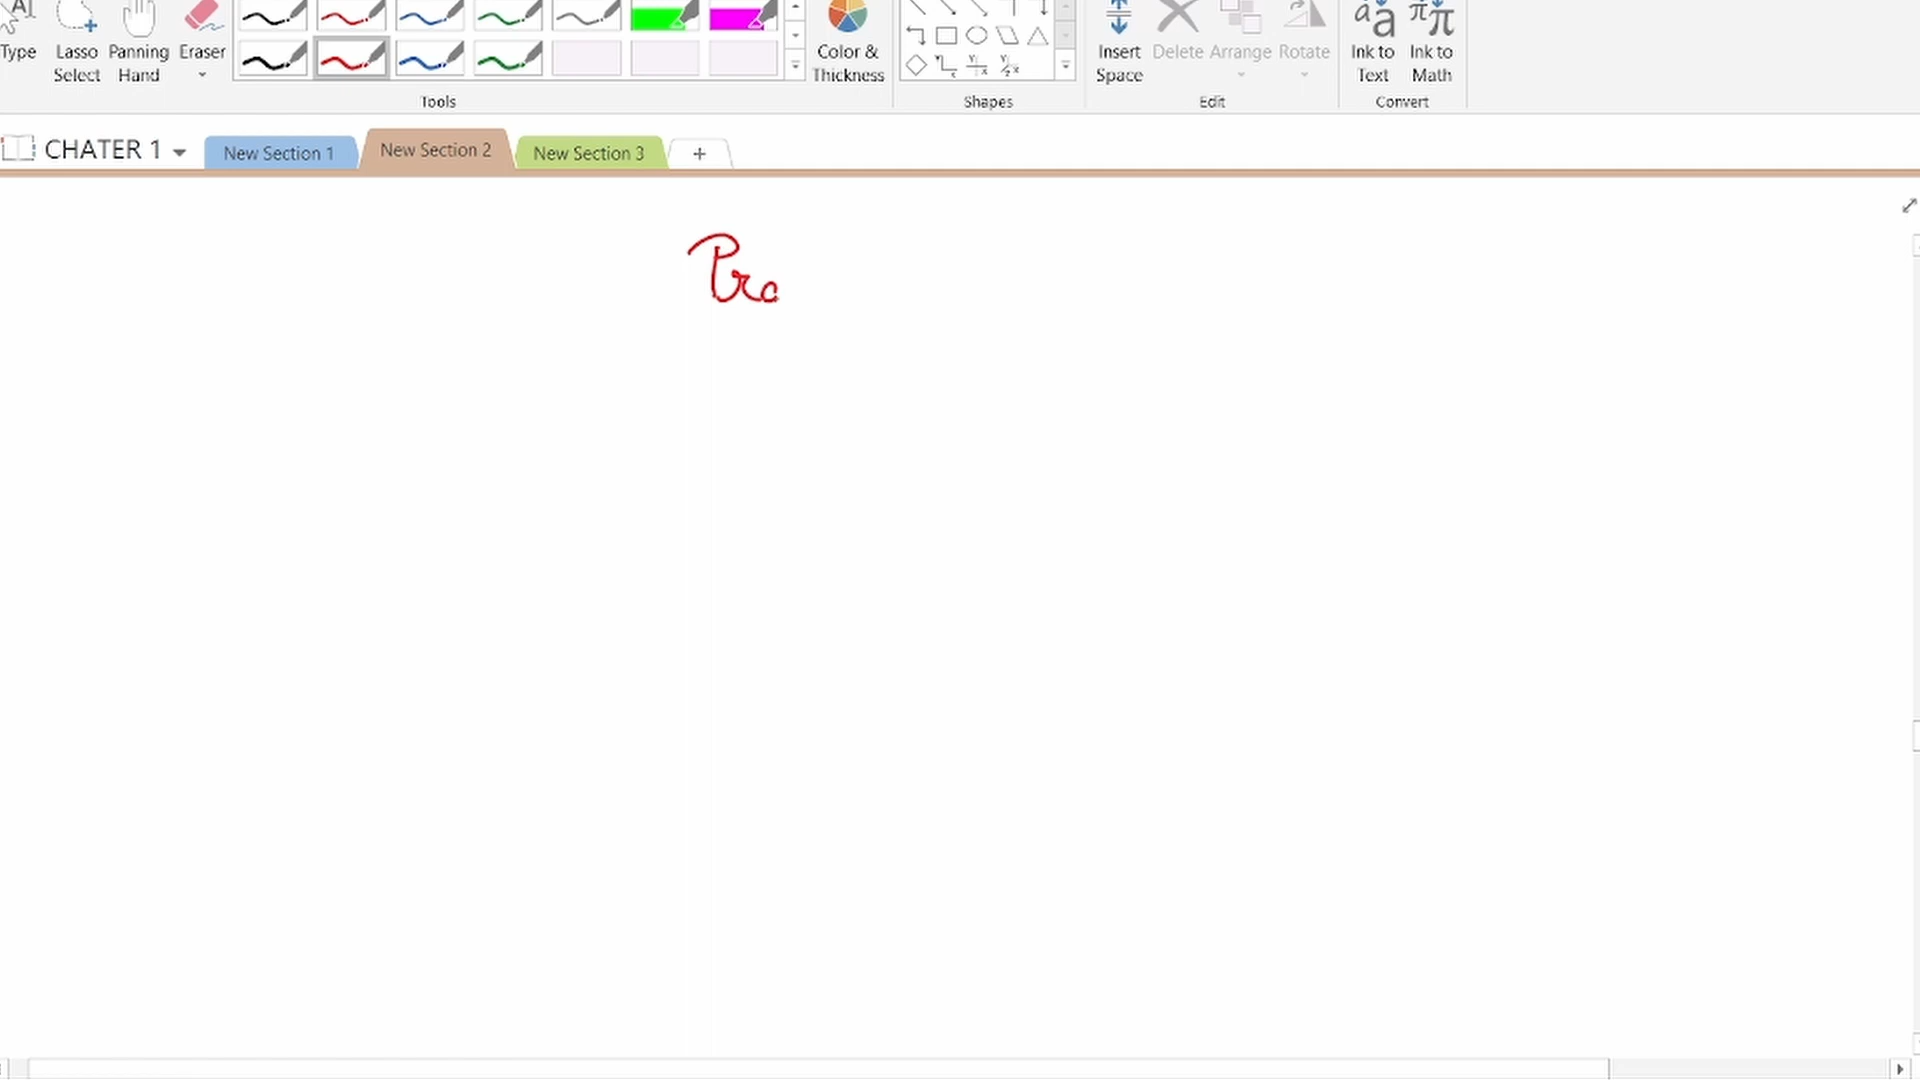 Type
Lasso Select
Panning Hand
Eraser
Color & Thickness
Insert Space
Delete
Arrange
Rotate
Ink to Text
Ink to Math
Tools
Shapes
Edit
Convert
CHATER 1
New Section 1
New Section 2
New Section 3
+
Pro